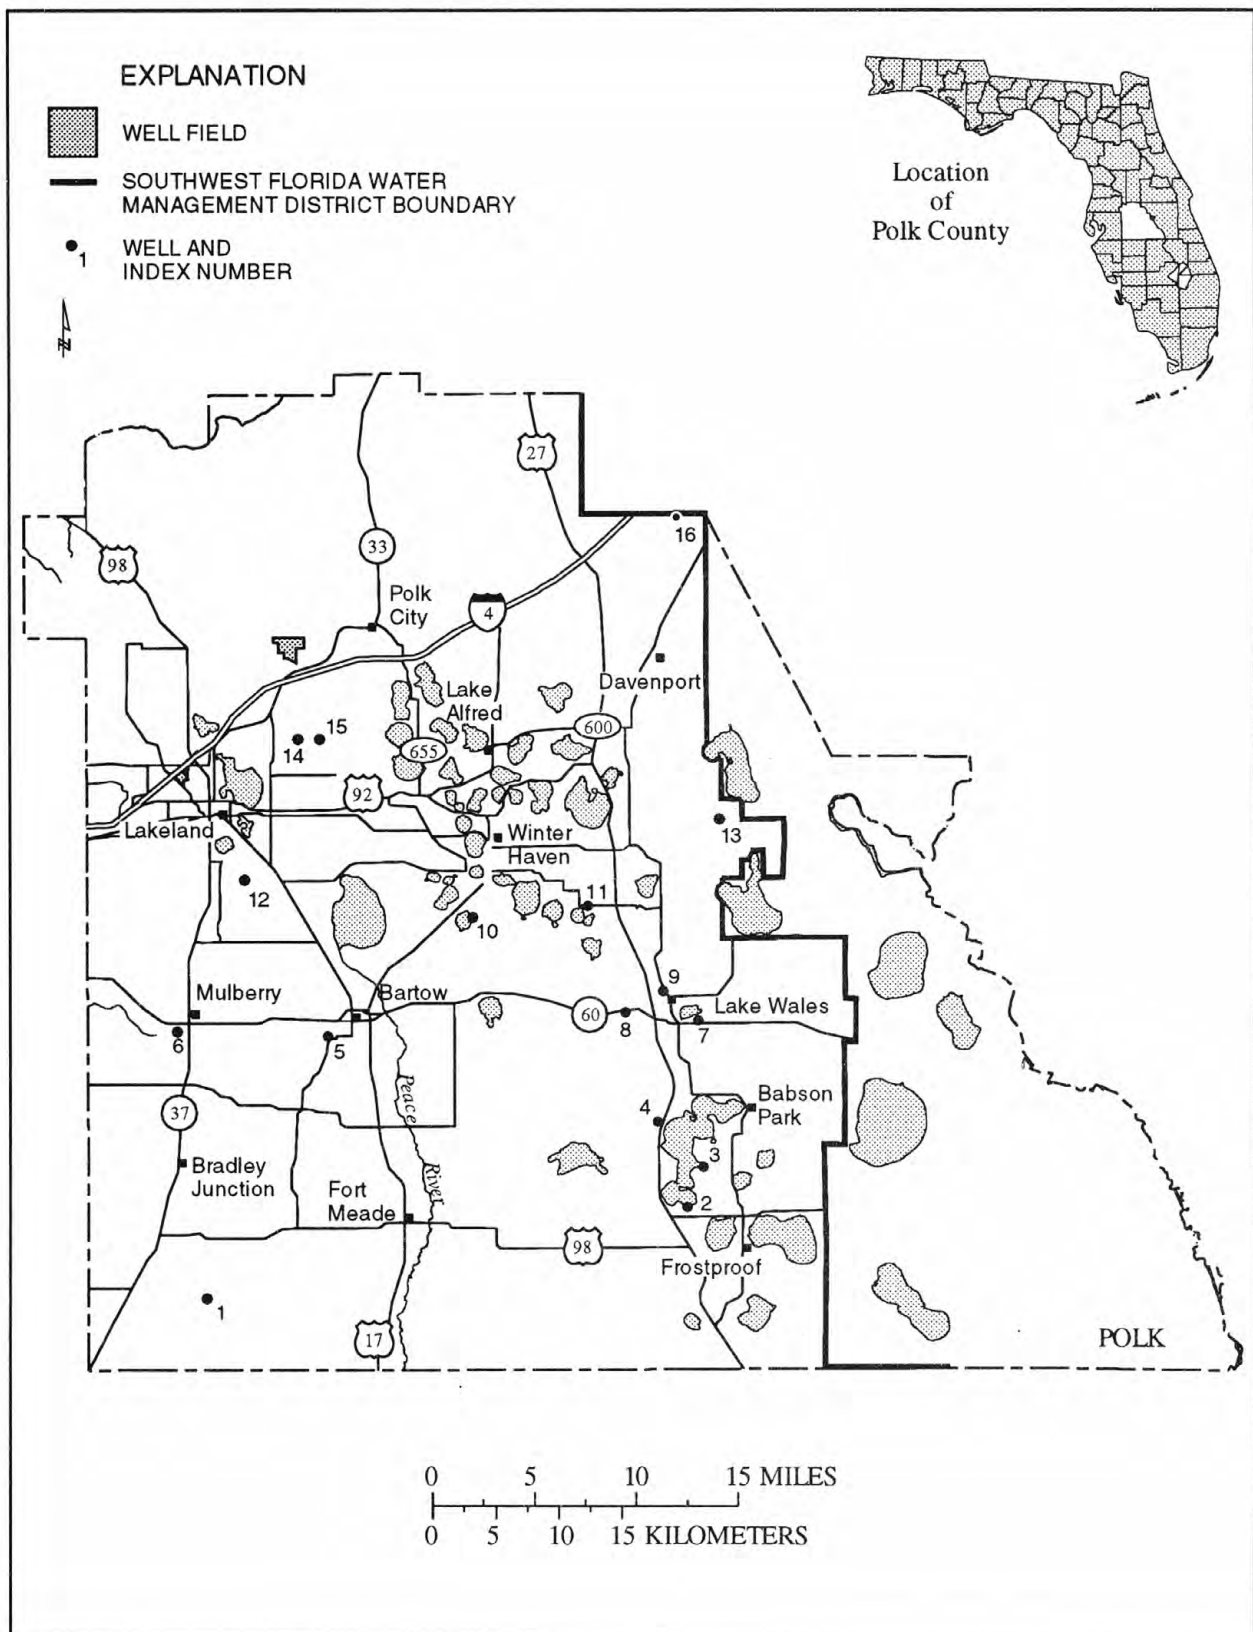 EXPLANATION
WELL FIELD
SOUTHWEST FLORIDA WATER
MANAGEMENT DISTRICT BOUNDARY
1
WELL AND
INDEX NUMBER
N
Location
of
Polk County
27
16
33
98
Polk
City
4
Davenport
Lake
Alfred
600
14
15
655
92
Lakeland
Winter
Haven
13
12
11
10
9
Mulberry
Bartow
Lake Wales
60
8
7
6
5
Peace
River
37
4
Babson
Park
3
Bradley
Junction
Fort
Meade
2
98
Frostproof
1
17
POLK
0 5 10 15 MILES
0 5 10 15 KILOMETERS